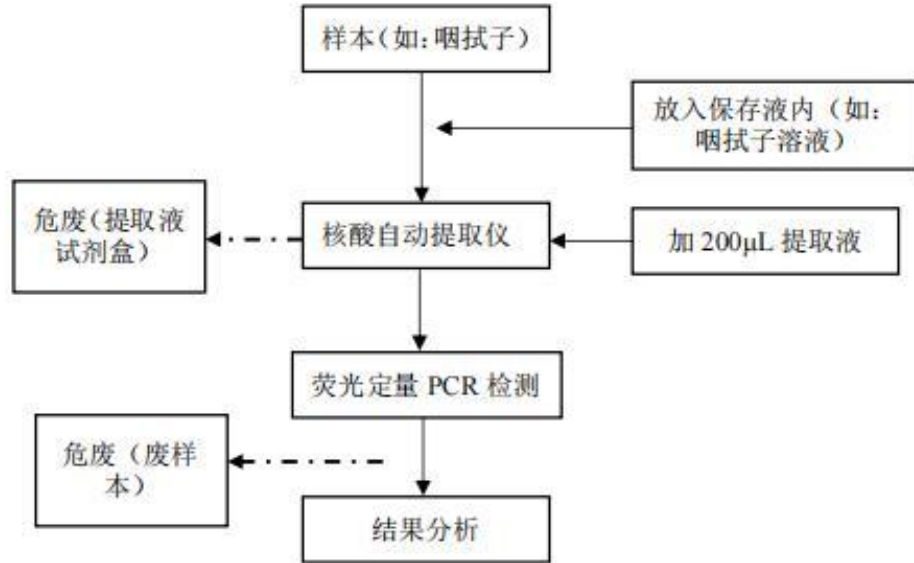 样本（如：咽拭子）
放入保存液内（如：
咽拭子溶液）
危废（提取液
试剂盒）
核酸自动提取仪
加 200μL 提取液
荧光定量 PCR 检测
危废（废样
本）
结果分析